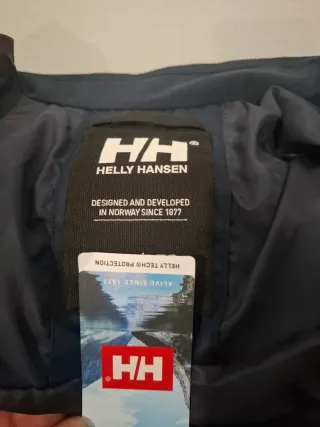 HH®
HELLY HANSEN
DESIGNED AND DEVELOPED
IN NORWAY SINCE 1877
HELLY TECH® PROTECTION
ALIVE SINCE 1877
HH
®